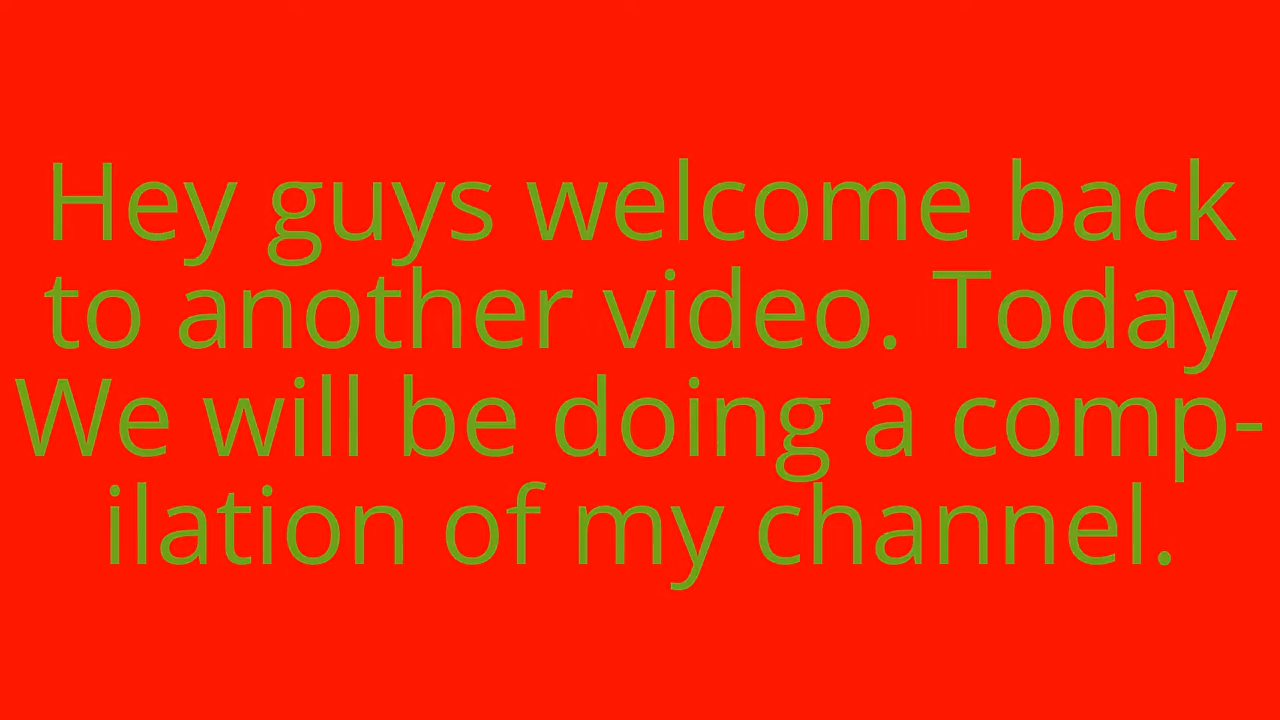 Hey guys welcome back
to another video. Today
We will be doing a comp-
ilation of my channel.